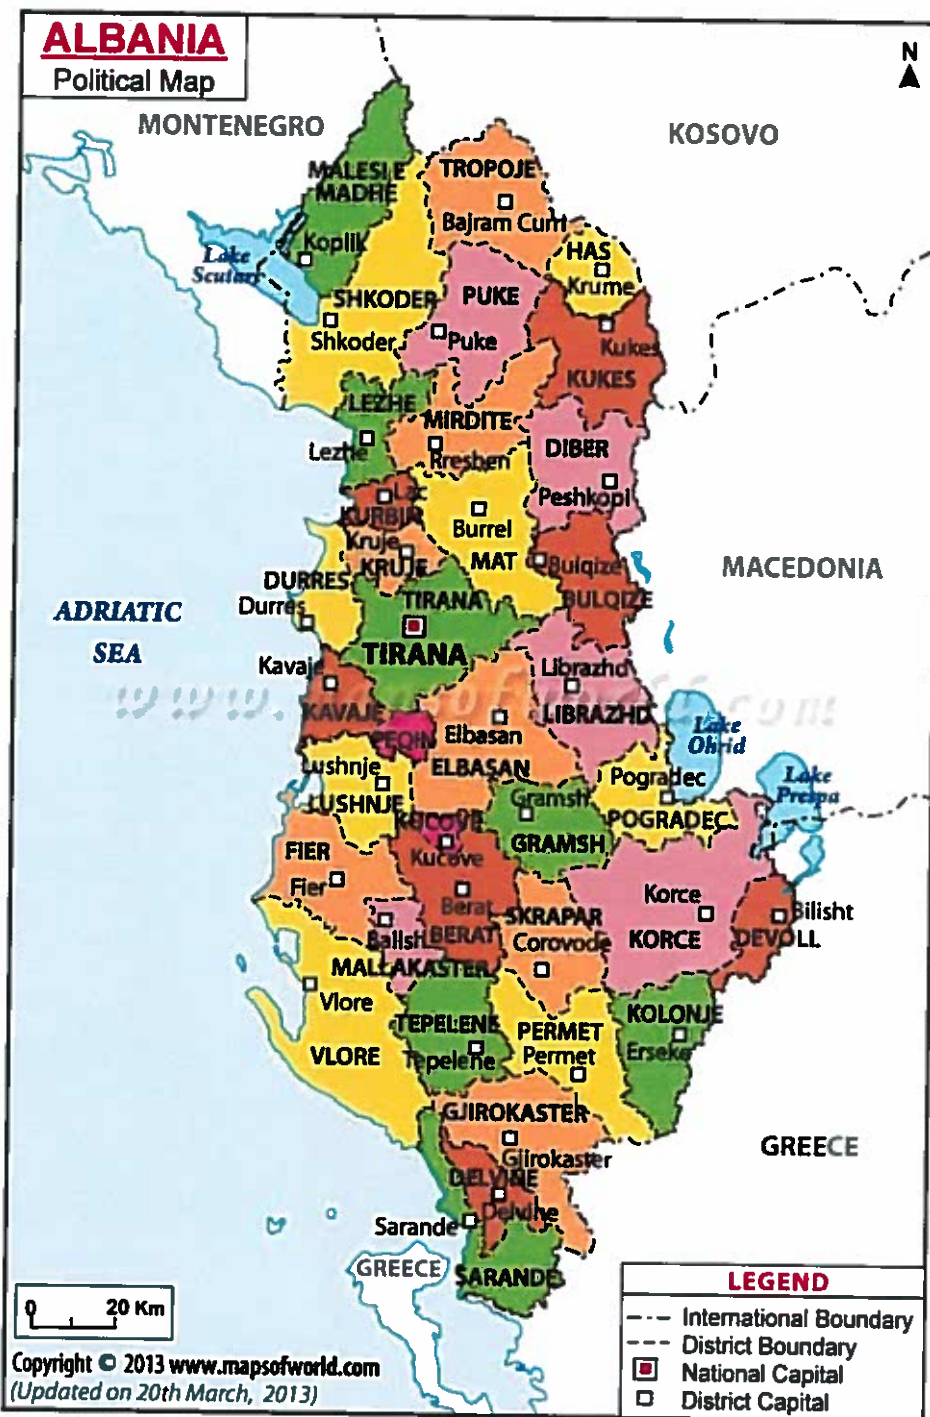 ALBANIA
Political Map
N
MONTENEGRO
KOSOVO
MALESI E
MADHE
TROPOJE
Bajram Curri
Koplik
HAS
Krume
Lake
Scutari
SHKODER
PUKE
Shkoder
Puke
Kukes
KUKES
LEZHE
MIRDITE
Lezhe
Rreshen
DIBER
Peshkopi
Lac
KURBIN
Burrel
Kruje
KRUJE
MAT
Bulqize
BULQIZE
MACEDONIA
DURRES
Durres
TIRANA
TIRANA
ADRIATIC
SEA
Kavaje
KAVAJE
Librazhd
LIBRAZHD
www.mapsofworld.com
PEQIN
Elbasan
ELBASAN
Lake
Ohrid
Lushnje
LUSHNJE
Pogradec
POGRADEC
Lake
Prespa
Gramsh
GRAMSH
KUCOVE
Kucove
FIER
Fier
Berat
BERAT
SKRAPAR
Corovode
Korce
KORCE
Bilisht
DEVOLL
Ballsh
MALLAKASTER
Vlore
VLORE
TEPELENE
Tepelene
PERMET
Permet
KOLONJE
Erseke
GJIROKASTER
Gjirokaster
GREECE
DELVINE
Delvine
Sarande
SARANDE
GREECE
0 20 Km
Copyright © 2013 www.mapsofworld.com
(Updated on 20th March, 2013)
LEGEND
International Boundary
District Boundary
National Capital
District Capital